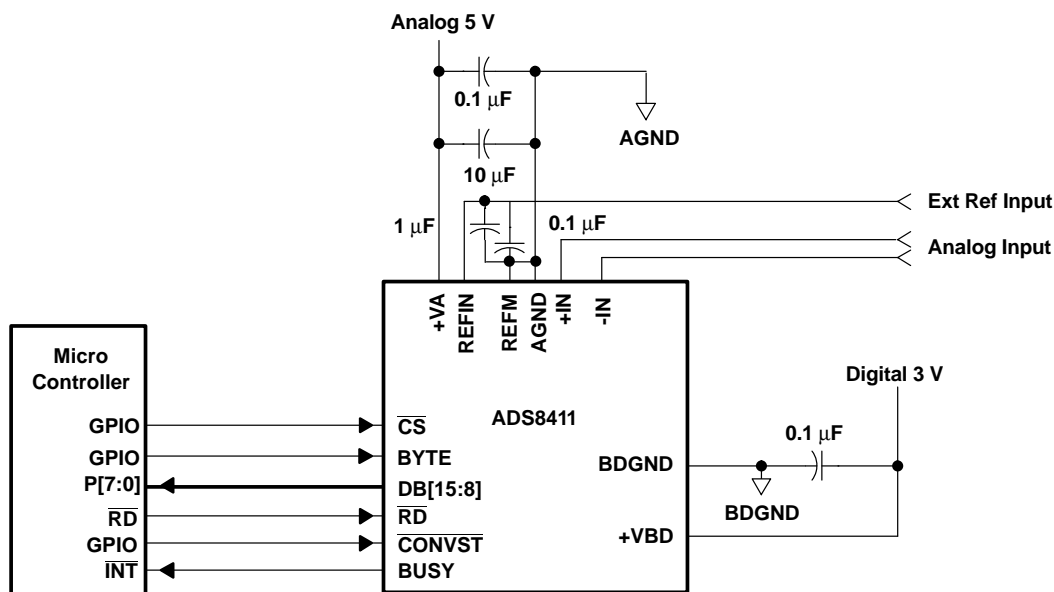 Analog 5 V
0.1 μF
AGND
10 μF
Ext Ref Input
1 μF
0.1 μF
Analog Input
+VA
REFIN
REFM
AGND
+IN
-IN
Micro
Controller
Digital 3 V
ADS8411
0.1 μF
GPIO
CS
GPIO
BYTE
BDGND
P[7:0]
DB[15:8]
BDGND
RD
RD
+VBD
GPIO
CONVST
INT
BUSY